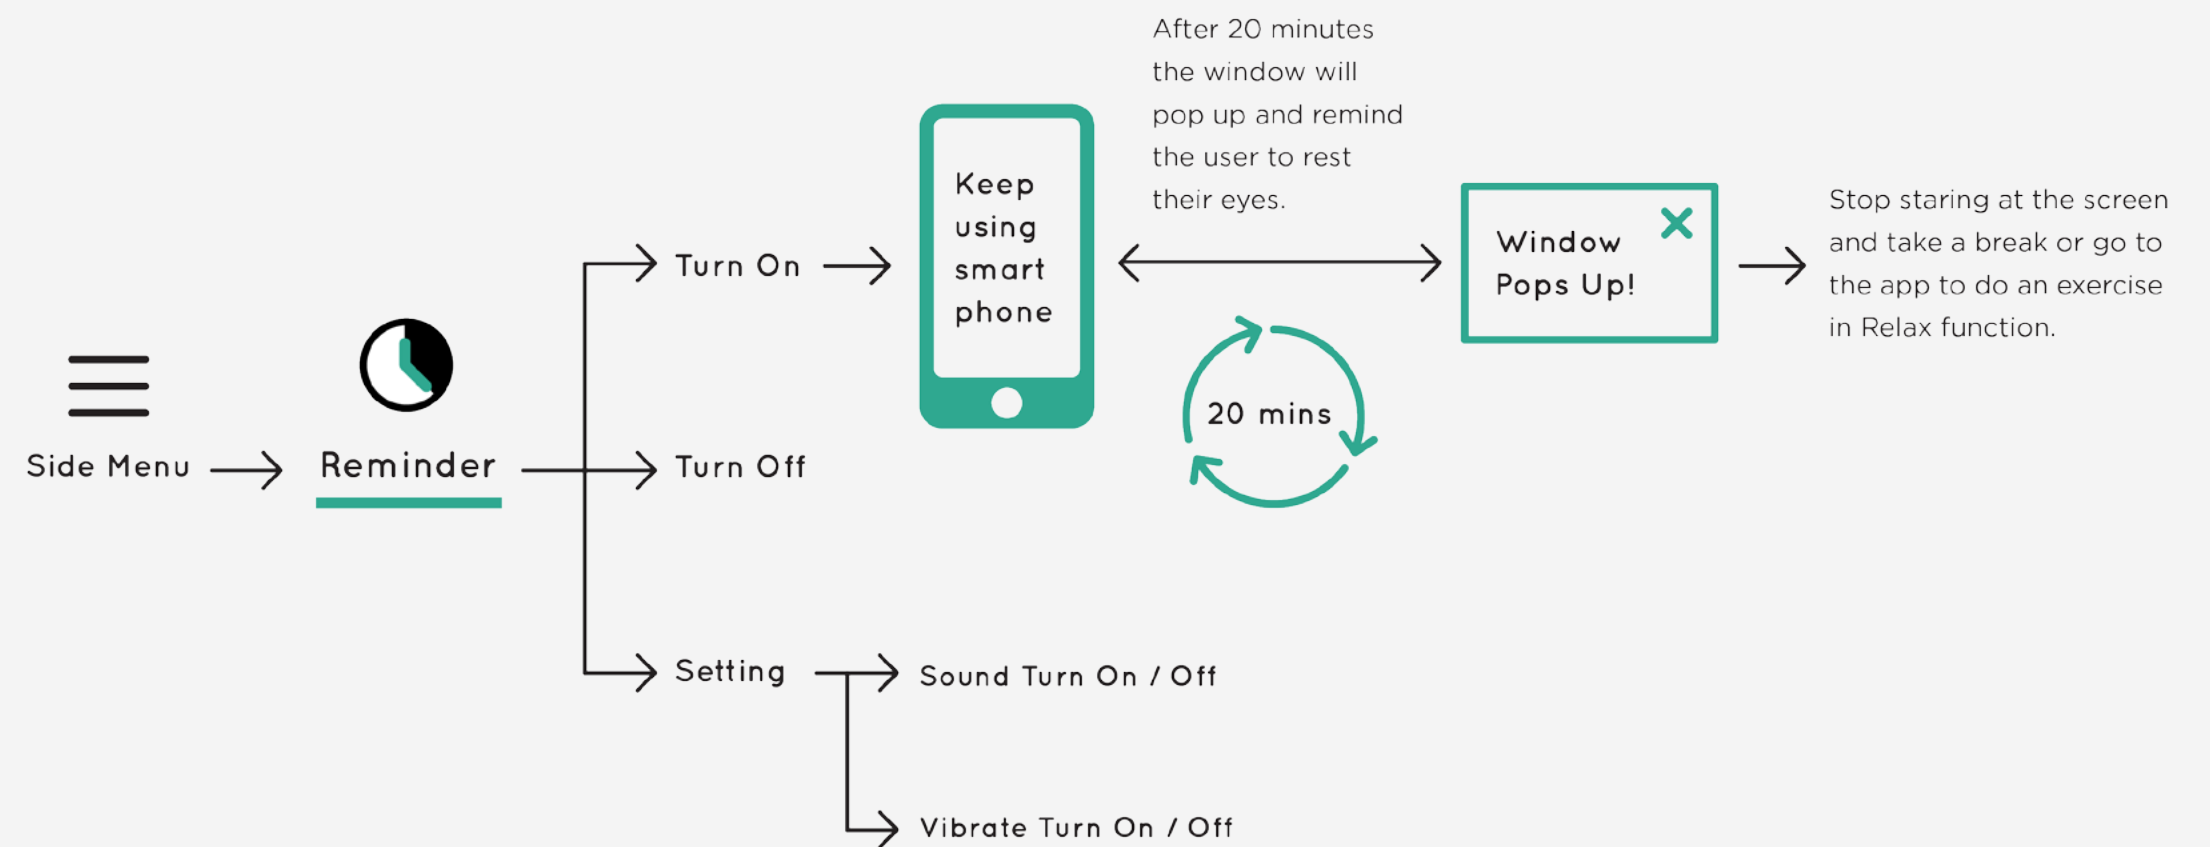 After 20 minutes
the window will
pop up and remind
the user to rest
their eyes.
Keep
using
smart
phone
Window
Pops Up!
Stop staring at the screen
and take a break or go to
the app to do an exercise
in Relax function.
Turn On
20 mins
Side Menu
Reminder
Turn Off
Setting
Sound Turn On / Off
Vibrate Turn On / Off